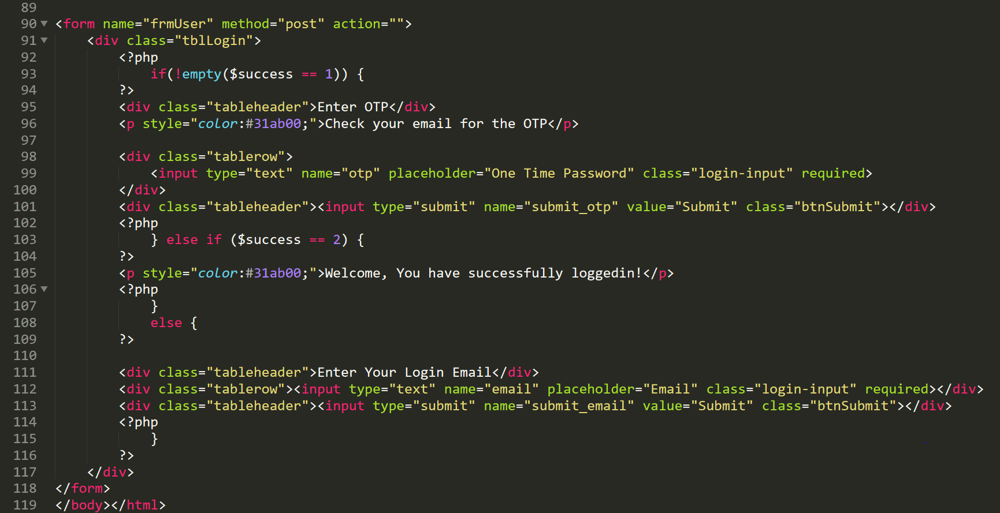 89
90 <form name="frmUser" method="post" action="">
91     <div class="tblLogin">
92         <?php
93             if(!empty($success == 1)) {
94         ?>
95         <div class="tableheader">Enter OTP</div>
96         <p style="color:#31ab00;">Check your email for the OTP</p>
97
98         <div class="tablerow">
99             <input type="text" name="otp" placeholder="One Time Password" class="login-input" required>
100         </div>
101         <div class="tableheader"><input type="submit" name="submit_otp" value="Submit" class="btnSubmit"></div>
102         <?php
103             } else if ($success == 2) {
104         ?>
105         <p style="color:#31ab00;">Welcome, You have successfully loggedin!</p>
106         <?php
107             }
108             else {
109         ?>
110
111         <div class="tableheader">Enter Your Login Email</div>
112         <div class="tablerow"><input type="text" name="email" placeholder="Email" class="login-input" required></div>
113         <div class="tableheader"><input type="submit" name="submit_email" value="Submit" class="btnSubmit"></div>
114         <?php
115             }
116         ?>
117     </div>
118 </form>
119 </body></html>